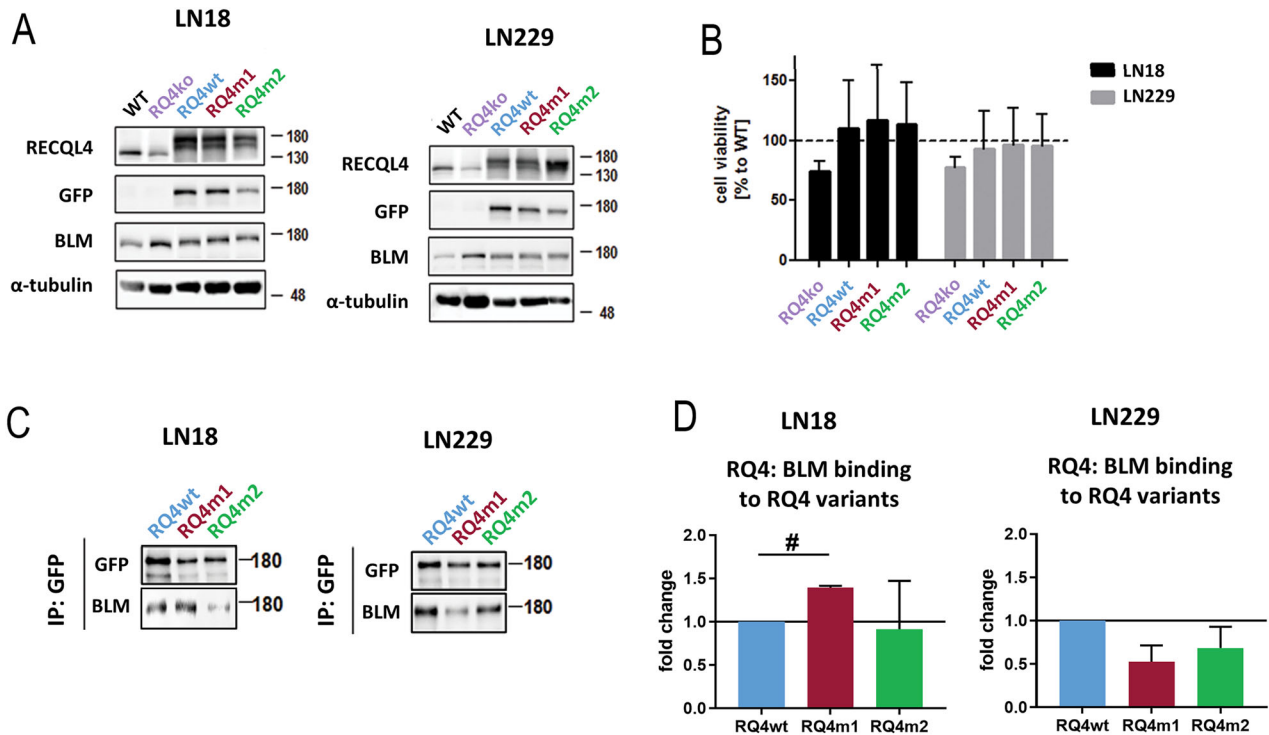 A
LN18
WT RQ4ko RQ4wt RQ4m1 RQ4m2
RECQL4
180
130
GFP
180
BLM
180
α-tubulin
48
LN229
WT RQ4ko RQ4wt RQ4m1 RQ4m2
RECQL4
180
130
GFP
180
BLM
180
α-tubulin
48
B
cell viability
[% to WT]
150
100
50
0
RQ4ko RQ4wt RQ4m1 RQ4m2 RQ4ko RQ4wt RQ4m1 RQ4m2
LN18
LN229
C
LN18
RQ4wt RQ4m1 RQ4m2
IP: GFP
GFP
180
BLM
180
LN229
RQ4wt RQ4m1 RQ4m2
IP: GFP
GFP
180
BLM
180
D
LN18
RQ4: BLM binding
to RQ4 variants
fold change
2.0
1.5
1.0
0.5
0.0
#
RQ4wt RQ4m1 RQ4m2
LN229
RQ4: BLM binding
to RQ4 variants
fold change
2.0
1.5
1.0
0.5
0.0
RQ4wt RQ4m1 RQ4m2